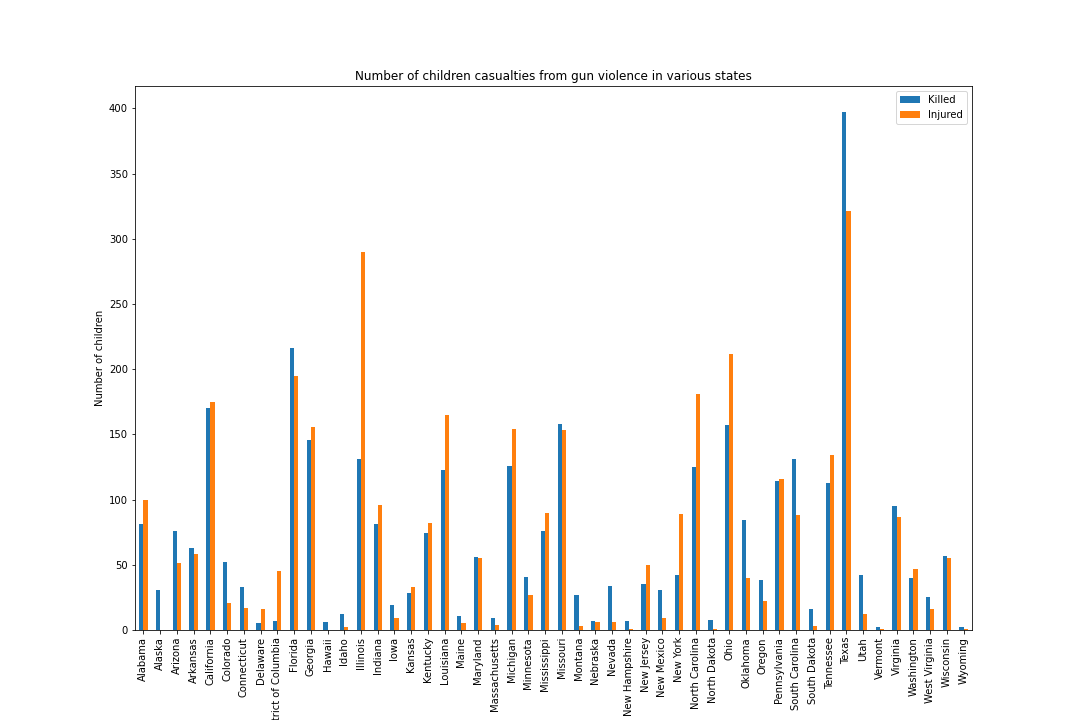 Number of children casualties from gun violence in various states
Killed
Injured
Number of children
400
350
300
250
200
150
100
50
0
Alabama
Alaska
Arizona
Arkansas
California
Colorado
Connecticut
Delaware
trict of Columbia
Florida
Georgia
Hawaii
Idaho
Illinois
Indiana
Iowa
Kansas
Kentucky
Louisiana
Maine
Maryland
Massachusetts
Michigan
Minnesota
Mississippi
Missouri
Montana
Nebraska
Nevada
New Hampshire
New Jersey
New Mexico
New York
North Carolina
North Dakota
Ohio
Oklahoma
Oregon
Pennsylvania
South Carolina
South Dakota
Tennessee
Texas
Utah
Vermont
Virginia
Washington
West Virginia
Wisconsin
Wyoming